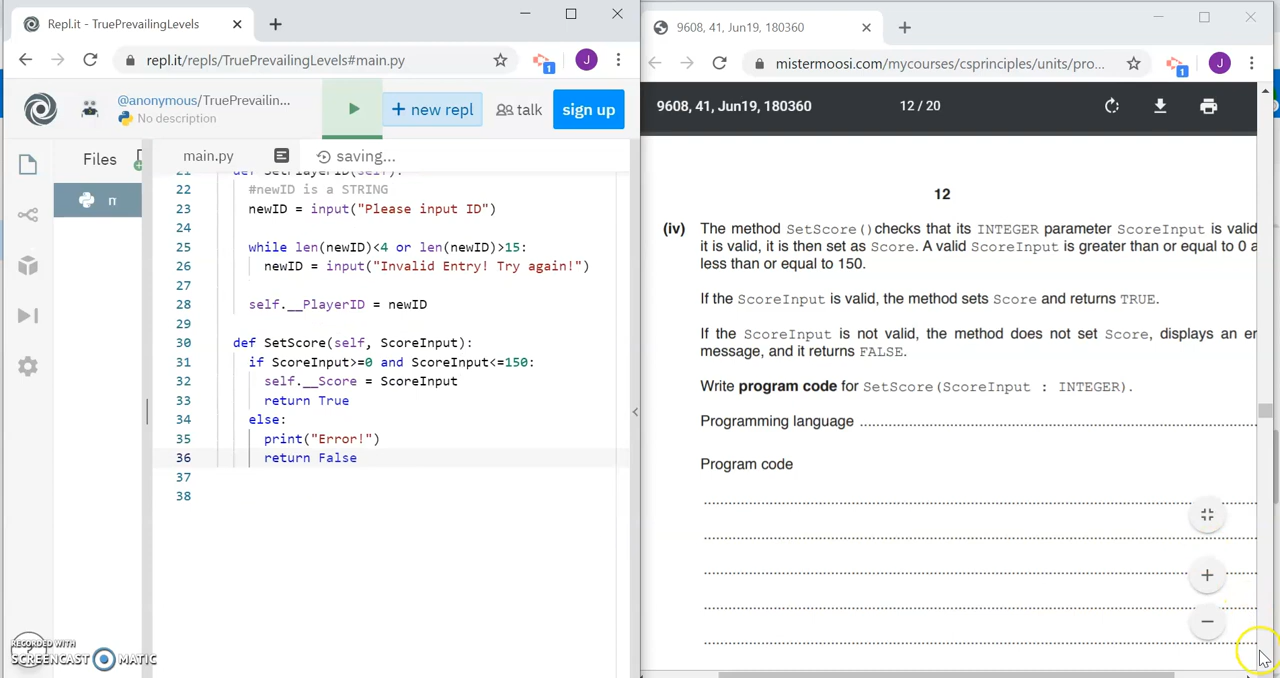 Repl.it - TruePrevailingLevels
repl.it/repls/TruePrevailingLevels#main.py
1
J
@anonymous/TruePrevailin...
No description
+ new repl
talk
sign up
Files
main.py
saving...
21 def SetPlayerID(self):
22 #newID is a STRING
23 newID = input("Please input ID")
24
25 while len(newID)<4 or len(newID)>15:
26 newID = input("Invalid Entry! Try again!")
27
28 self.__PlayerID = newID
29
30 def SetScore(self, ScoreInput):
31 if ScoreInput>=0 and ScoreInput<=150:
32 self.__Score = ScoreInput
33 return True
34 else:
35 print("Error!")
36 return False
37
38
RECORDED WITH
SCREENCAST MATIC
9608, 41, Jun19, 180360
mistermoosi.com/mycourses/csprinciples/units/pro...
1
J
9608, 41, Jun19, 180360
12 / 20
12
(iv) The method SetScore()checks that its INTEGER parameter ScoreInput is valid
it is valid, it is then set as Score. A valid ScoreInput is greater than or equal to 0 a
less than or equal to 150.
If the ScoreInput is valid, the method sets Score and returns TRUE.
If the ScoreInput is not valid, the method does not set Score, displays an er
message, and it returns FALSE.
Write program code for SetScore(ScoreInput : INTEGER).
Programming language
Program code